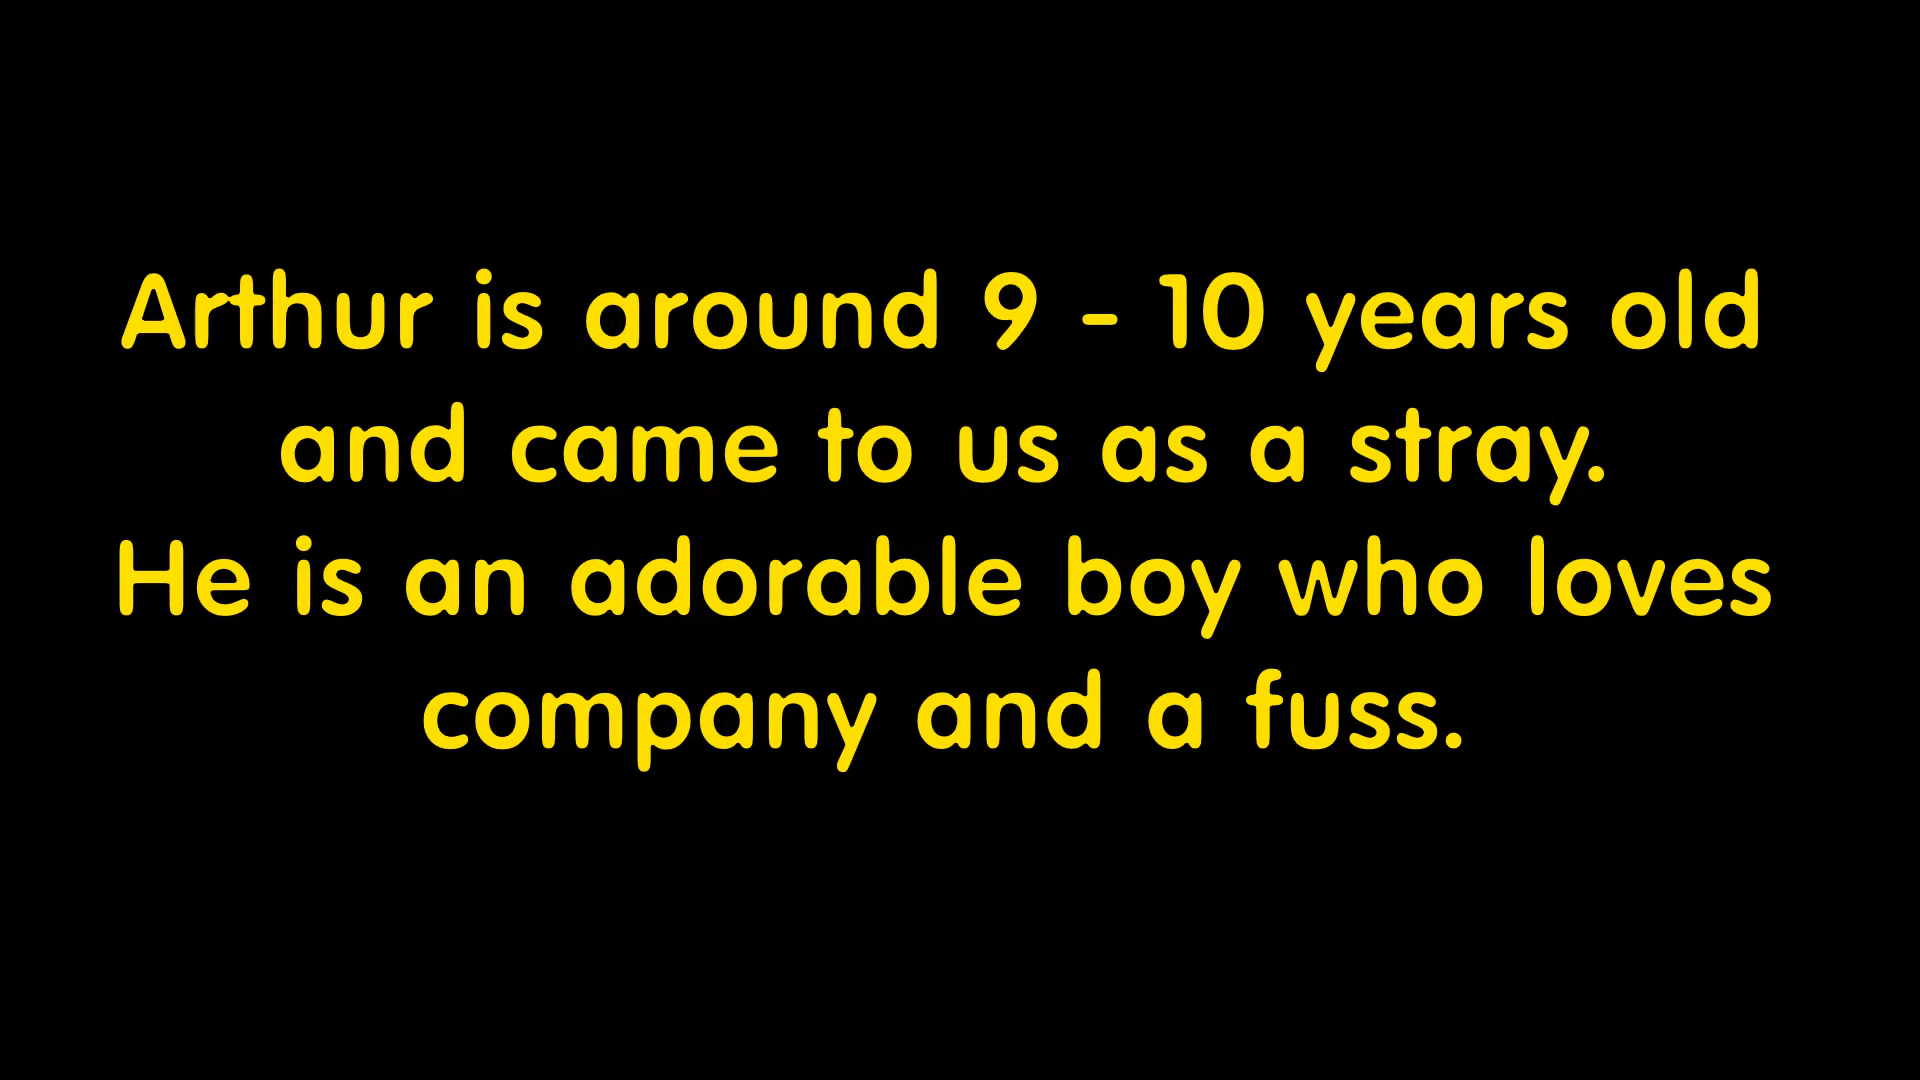 Arthur is around 9 - 10 years old
and came to us as a stray.
He is an adorable boy who loves
company and a fuss.